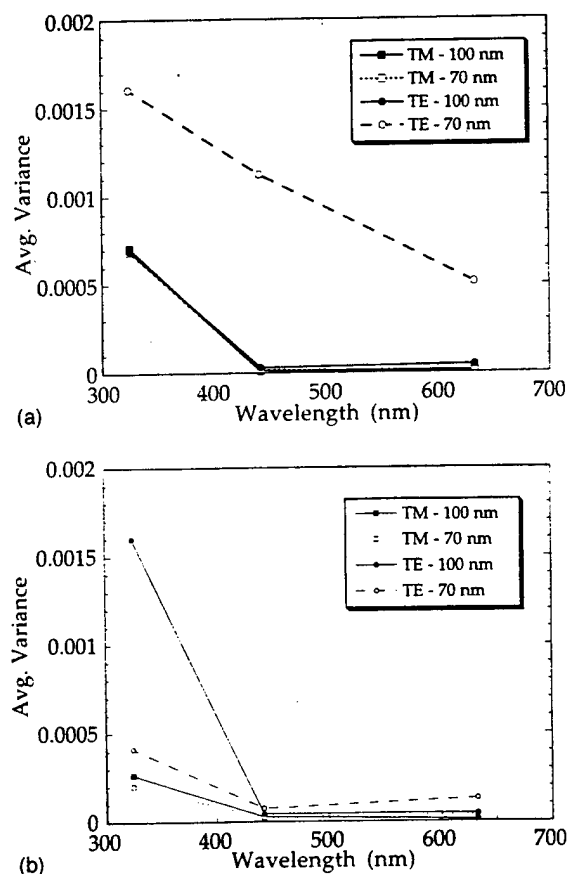 0.002
0.0015
0.001
0.0005
0
Avg. Variance
TM - 100 nm
TM - 70 nm
TE - 100 nm
TE - 70 nm
300 400 500 600 700
Wavelength (nm)
(a)
0.002
0.0015
0.001
0.0005
0
Avg. Variance
TM - 100 nm
TM - 70 nm
TE - 100 nm
TE - 70 nm
300 400 500 600 700
Wavelength (nm)
(b)